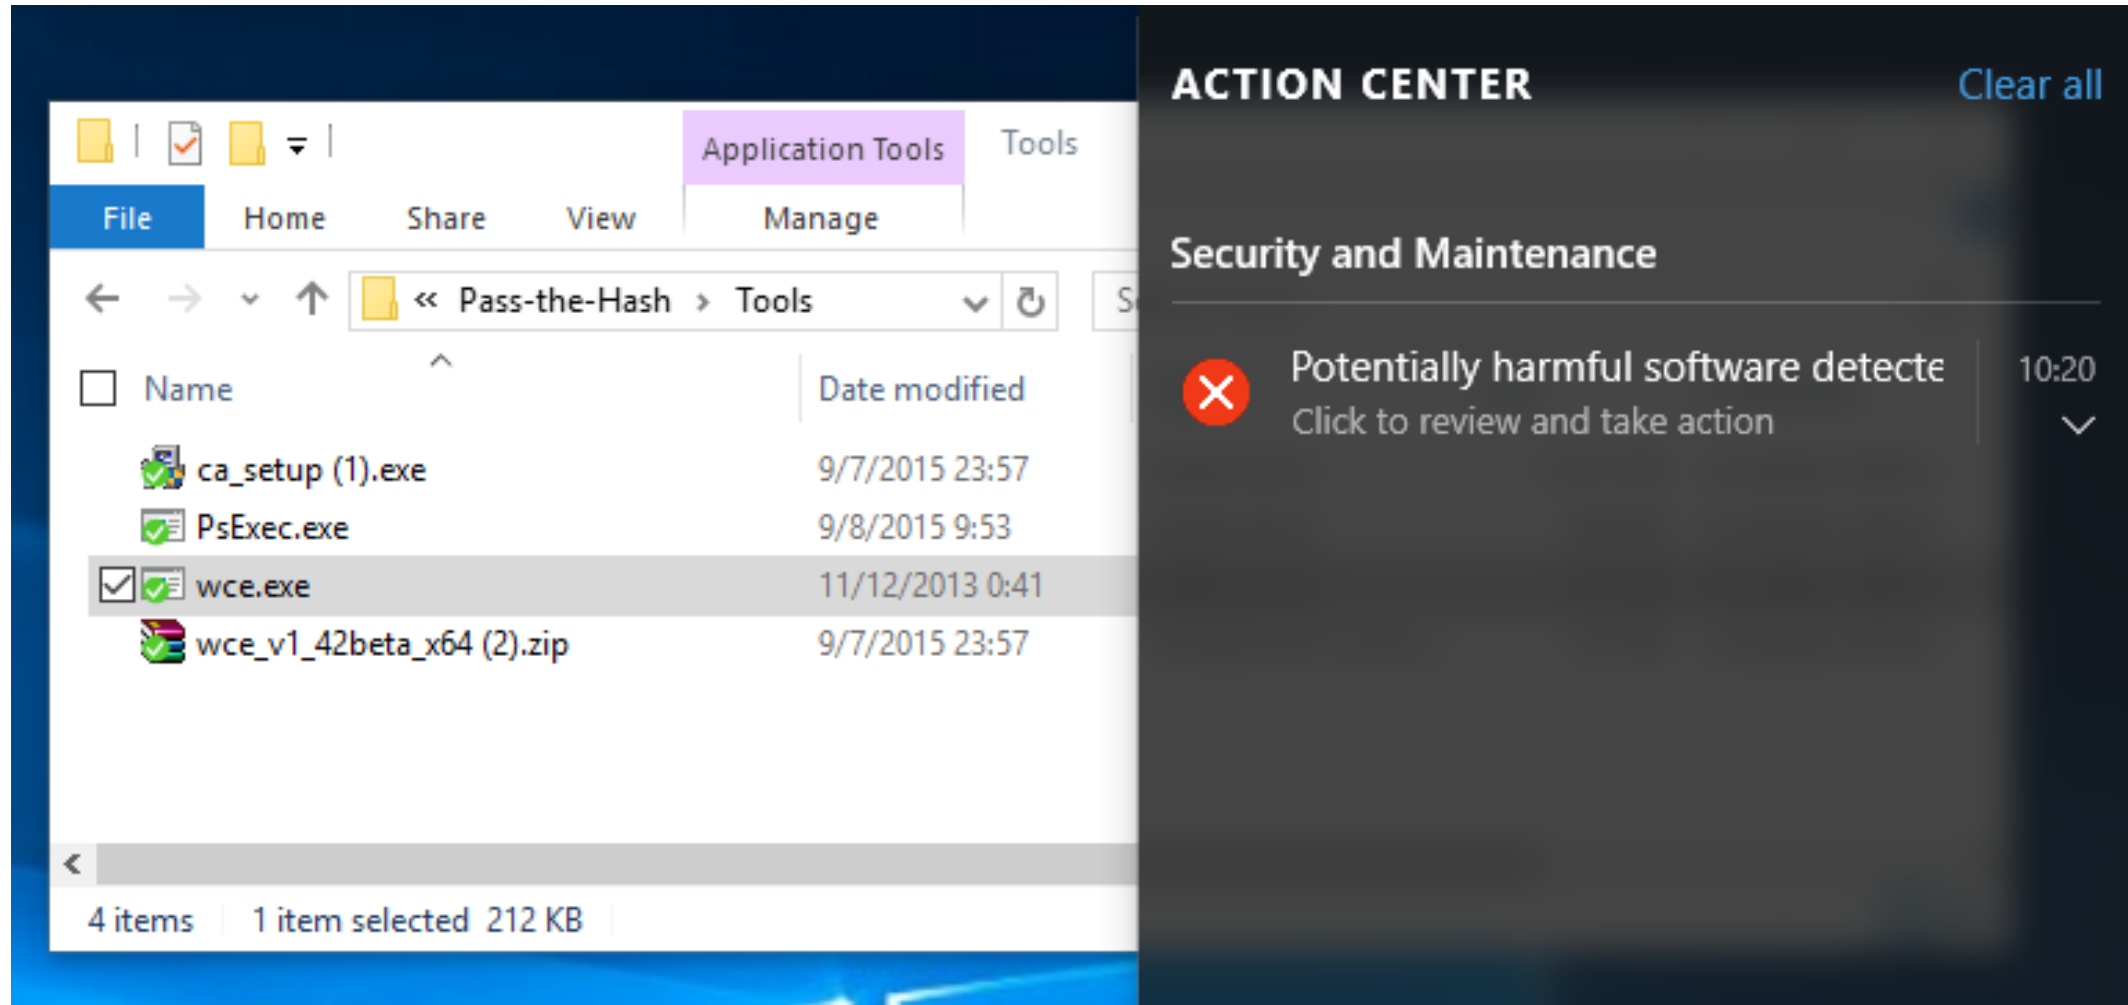 Application Tools
Tools
File
Home
Share
View
Manage
« Pass-the-Hash > Tools
Name
Date modified
ca_setup (1).exe
9/7/2015 23:57
PsExec.exe
9/8/2015 9:53
wce.exe
11/12/2013 0:41
wce_v1_42beta_x64 (2).zip
9/7/2015 23:57
4 items
1 item selected 212 KB
ACTION CENTER
Clear all
Security and Maintenance
Potentially harmful software detecte
10:20
Click to review and take action